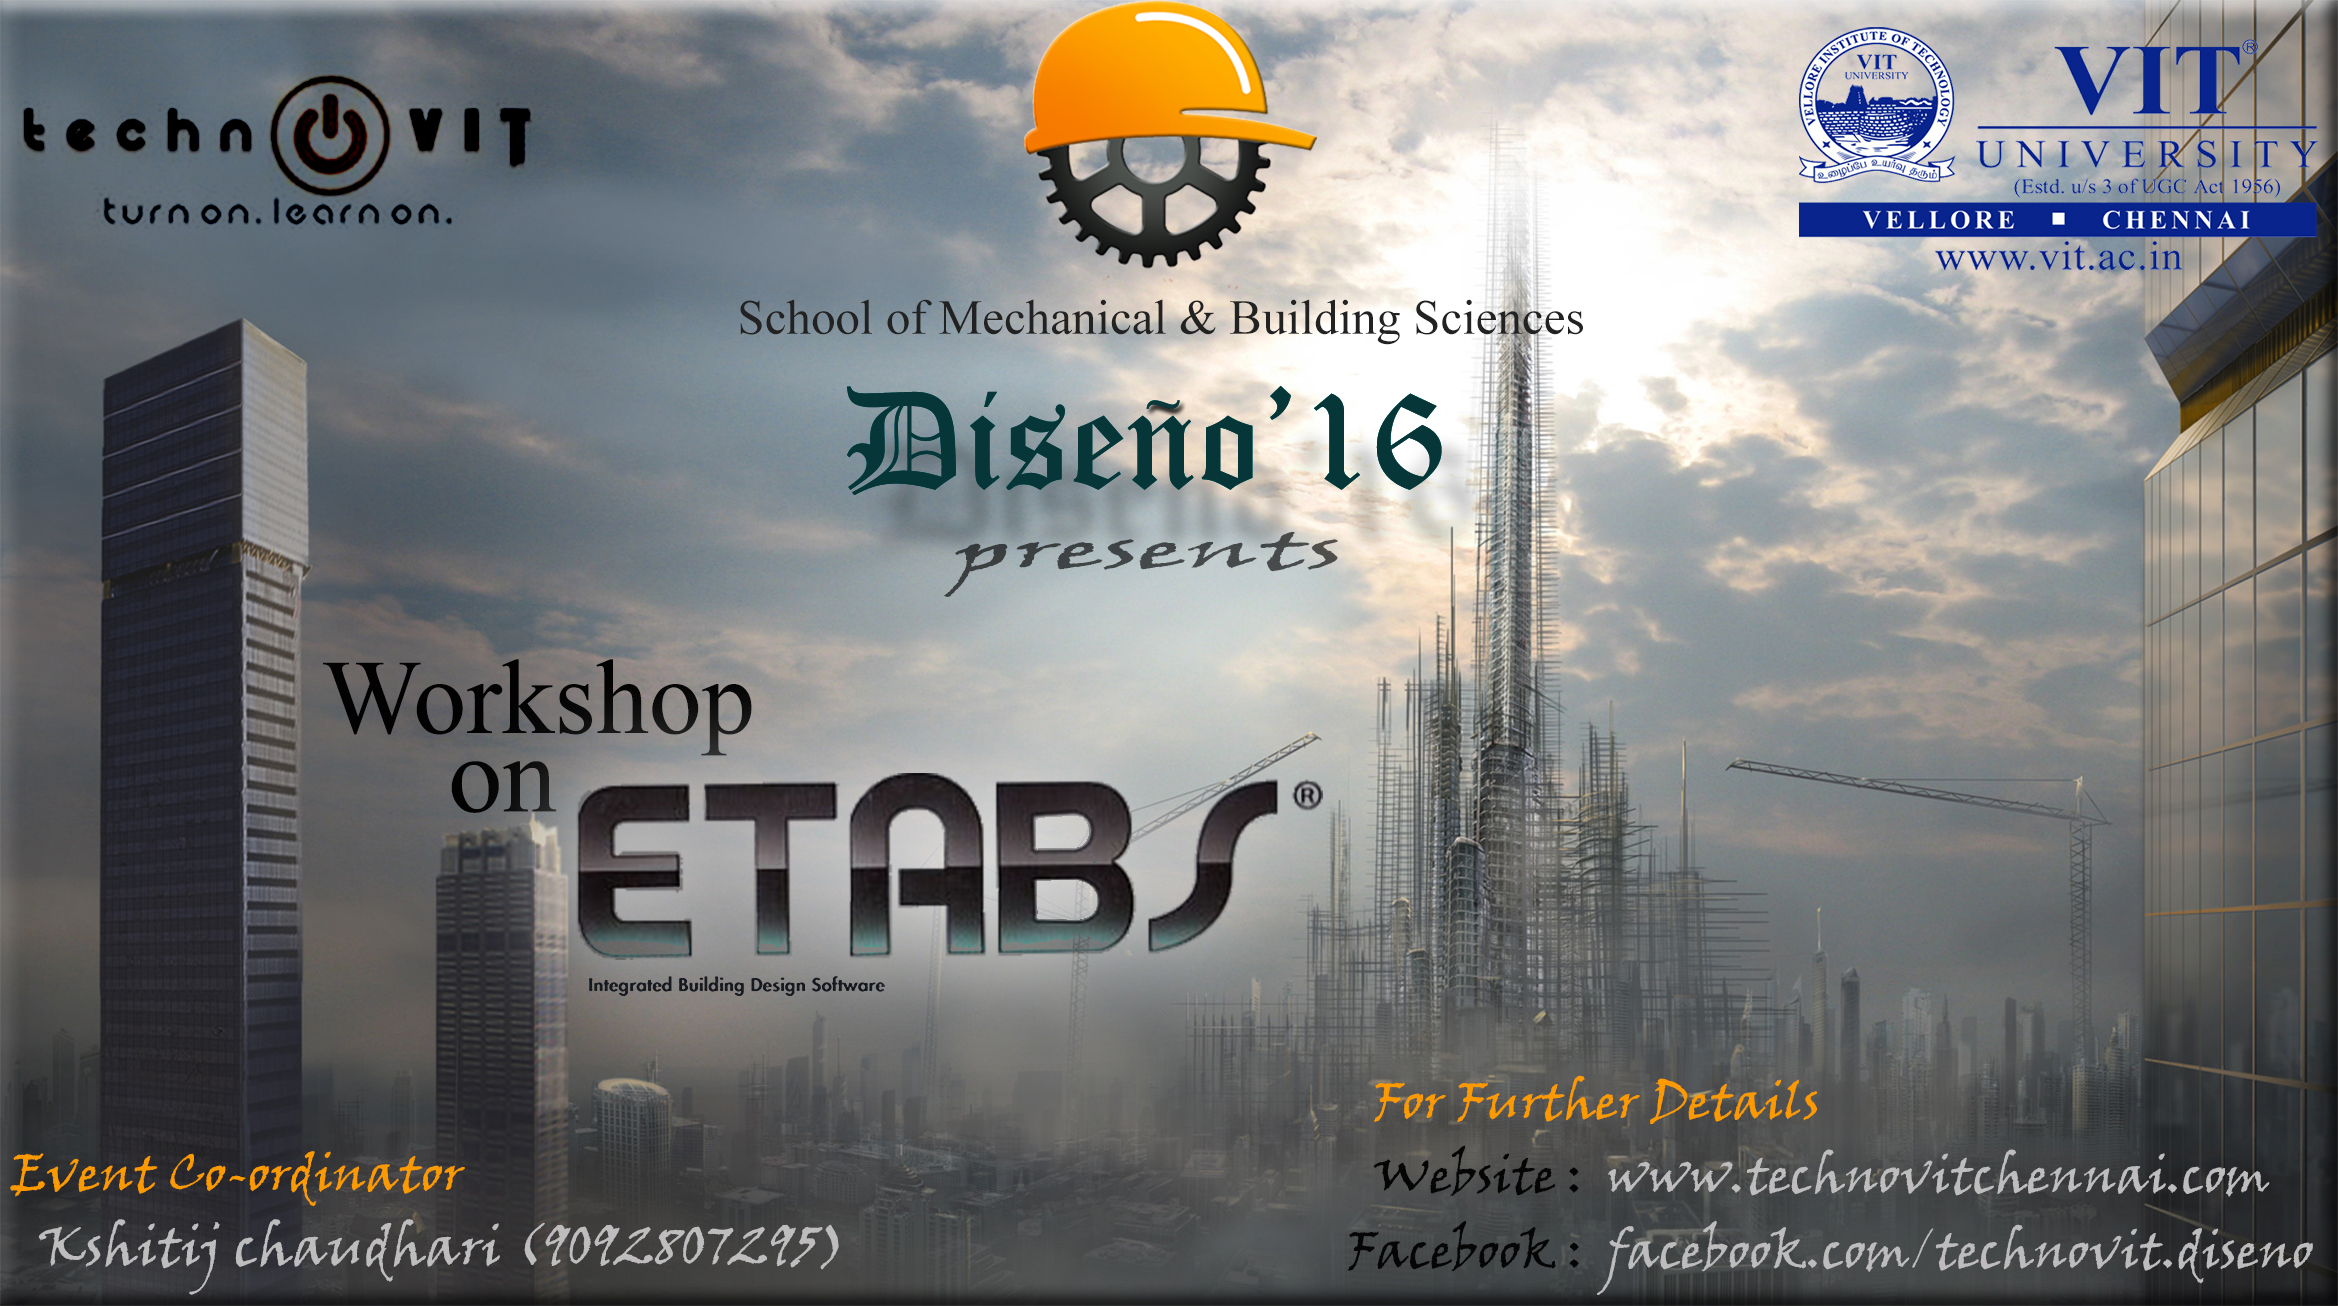 technoVIT
turn on. learn on.
VELLORE INSTITUTE OF TECHNOLOGY
VIT
UNIVERSITY
உழைப்பே உயர்வு தரும்
VIT®
UNIVERSITY
(Estd. u/s 3 of UGC Act 1956)
VELLORE ▪ CHENNAI
www.vit.ac.in
School of Mechanical & Building Sciences
Diseño'16
presents
Workshop
on
ETABS®
Integrated Building Design Software
For Further Details
Website : www.technovitchennai.com
Facebook : facebook.com/technovit.diseno
Event Co-ordinator
Kshitij chaudhari (9092807295)